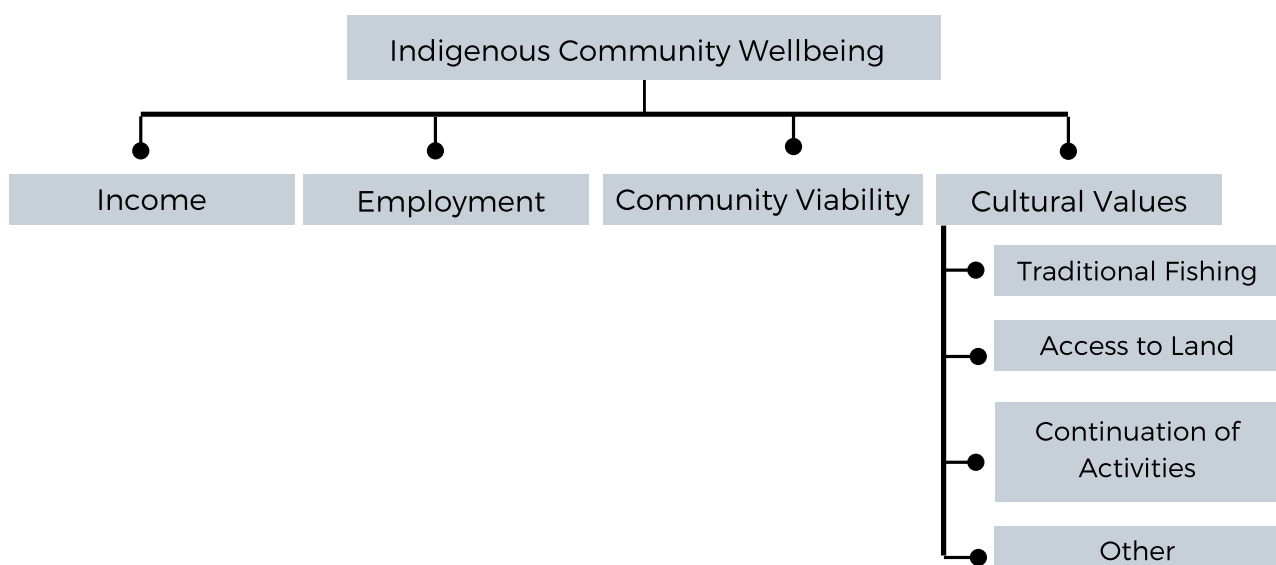 Indigenous Community Wellbeing
Income
Employment
Community Viability
Cultural Values
Traditional Fishing
Access to Land
Continuation of
Activities
Other